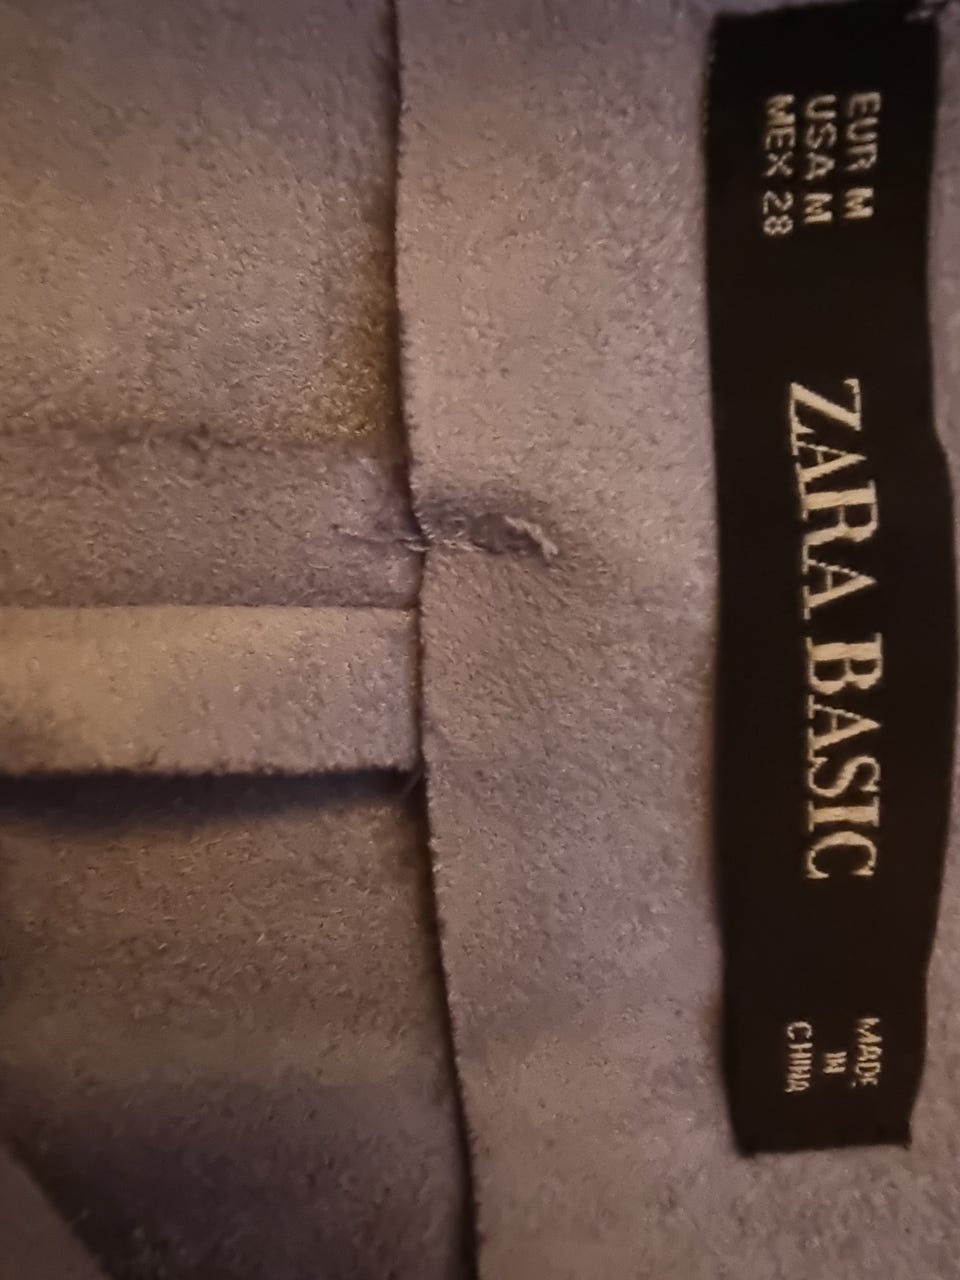 EUR M
USA M
MEX 28
ZARA BASIC
MADE
IN
CHINA